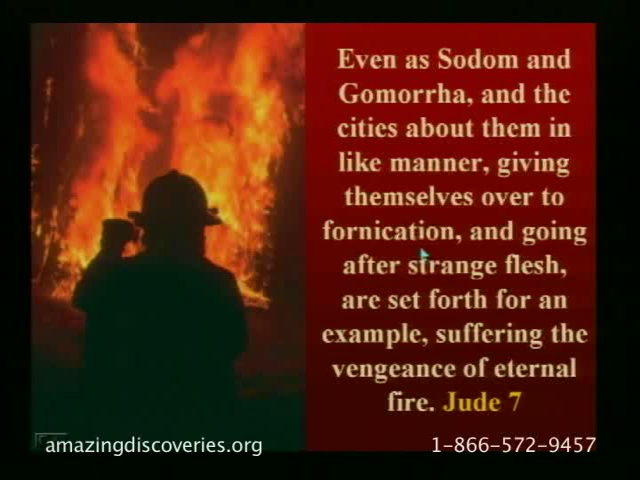 Even as Sodom and
Gomorrha, and the
cities about them in
like manner, giving
themselves over to
fornication, and going
after strange flesh,
are set forth for an
example, suffering the
vengeance of eternal
fire. Jude 7
amazingdiscoveries.org 1-866-572-9457